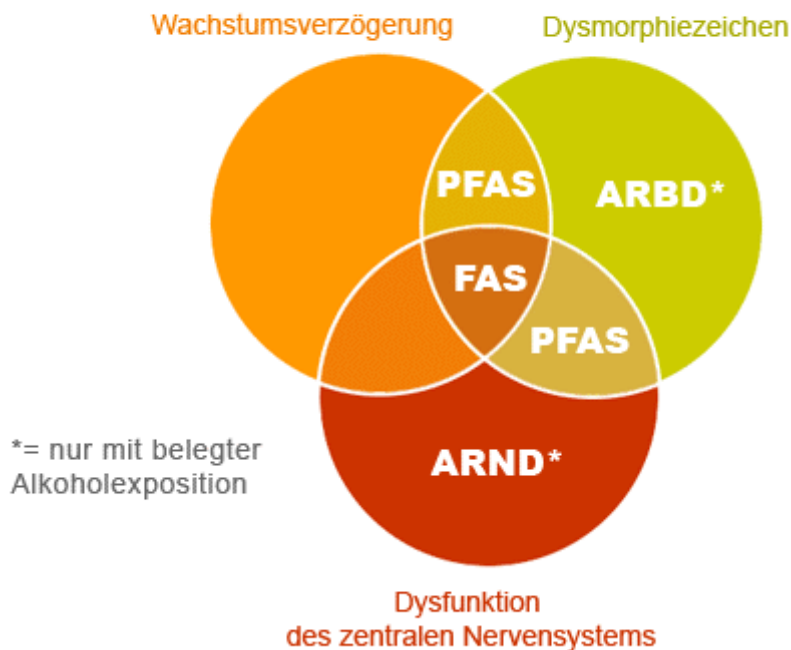 Wachstumsverzögerung
Dysmorphiezeichen
PFAS
ARBD*
FAS
PFAS
*= nur mit belegter
Alkoholexposition
ARND*
Dysfunktion
des zentralen Nervensystems